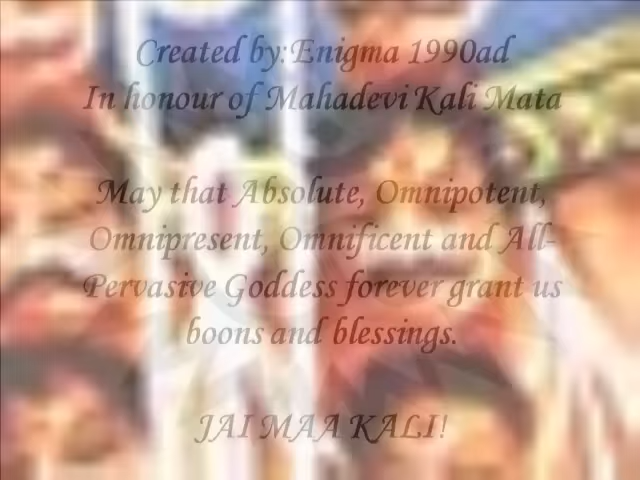 Created by:Enigma 1990ad
In honour of Mahadevi Kali Mata
May that Absolute, Omnipotent,
Omnipresent, Omnificent and All-
Pervasive Goddess forever grant us
boons and blessings.
JAI MAA KALI!